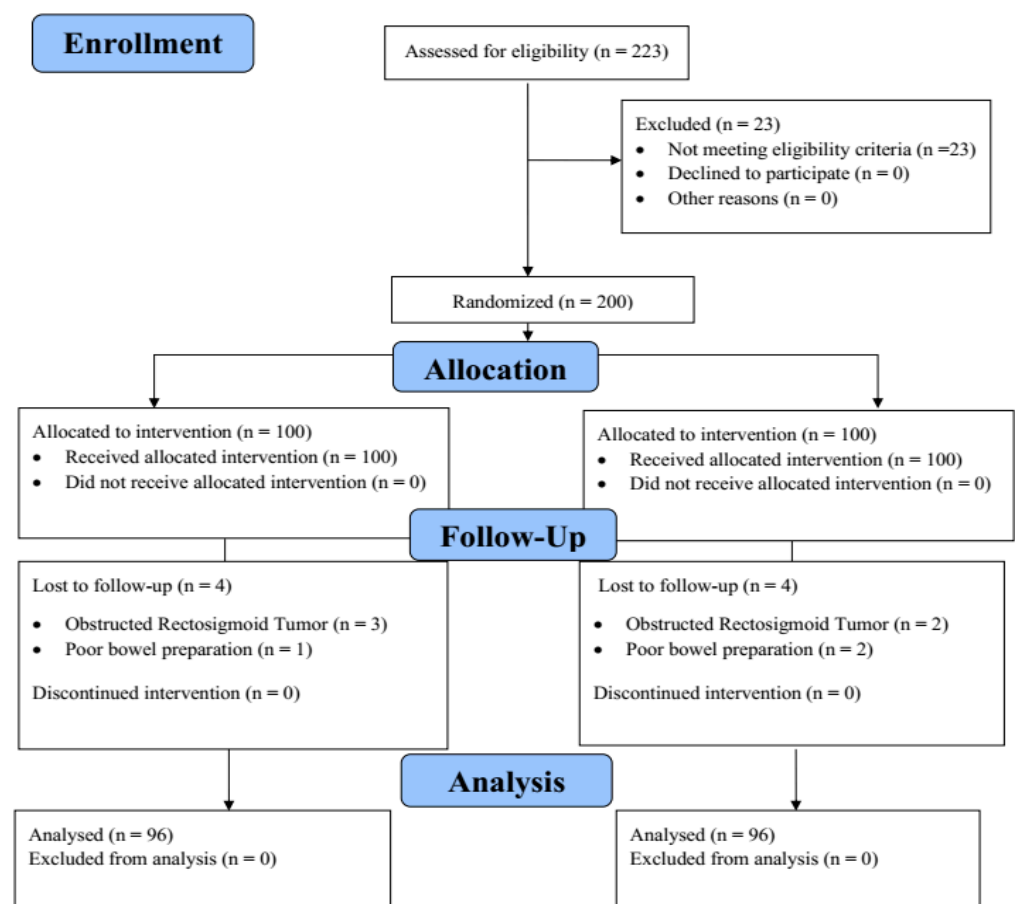 Enrollment
Assessed for eligibility (n = 223)
Excluded (n = 23)
• Not meeting eligibility criteria (n =23)
• Declined to participate (n = 0)
• Other reasons (n = 0)
Randomized (n = 200)
Allocation
Allocated to intervention (n = 100)
• Received allocated intervention (n = 100)
• Did not receive allocated intervention (n = 0)
Allocated to intervention (n = 100)
• Received allocated intervention (n = 100)
• Did not receive allocated intervention (n = 0)
Follow-Up
Lost to follow-up (n = 4)
• Obstructed Rectosigmoid Tumor (n = 3)
• Poor bowel preparation (n = 1)
Discontinued intervention (n = 0)
Lost to follow-up (n = 4)
• Obstructed Rectosigmoid Tumor (n = 2)
• Poor bowel preparation (n = 2)
Discontinued intervention (n = 0)
Analysis
Analysed (n = 96)
Excluded from analysis (n = 0)
Analysed (n = 96)
Excluded from analysis (n = 0)